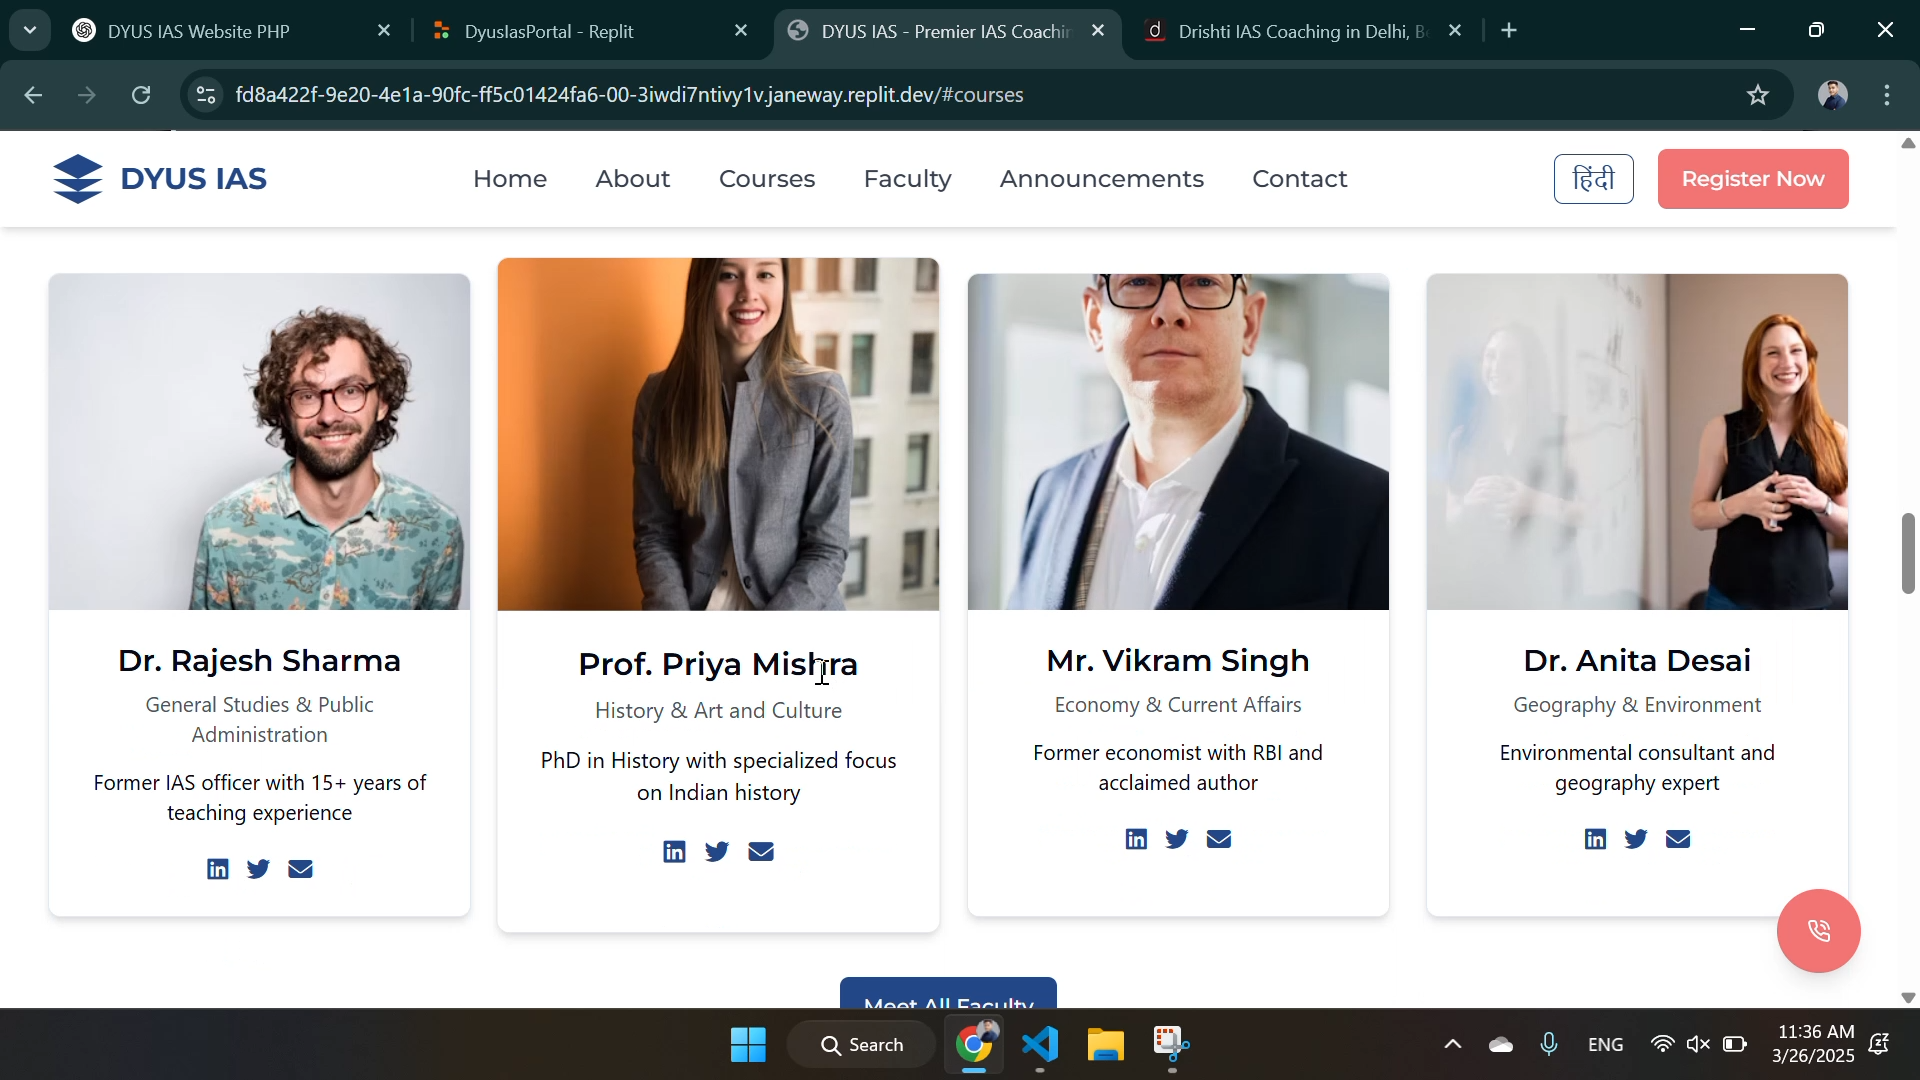 DYUS IAS Website PHP
DyusIasPortal - Replit
DYUS IAS - Premier IAS Coachin
Drishti IAS Coaching in Delhi, B
fd8a422f-9e20-4e1a-90fc-ff5c01424fa6-00-3iwdi7ntivy1v.janeway.replit.dev/#courses
DYUS IAS
Home
About
Courses
Faculty
Announcements
Contact
हिंदी
Register Now
Dr. Rajesh Sharma
General Studies & Public
Administration
Former IAS officer with 15+ years of
teaching experience
Prof. Priya Mishra
History & Art and Culture
PhD in History with specialized focus
on Indian history
Mr. Vikram Singh
Economy & Current Affairs
Former economist with RBI and
acclaimed author
Dr. Anita Desai
Geography & Environment
Environmental consultant and
geography expert
Meet All Faculty
Search
ENG
11:36 AM
3/26/2025